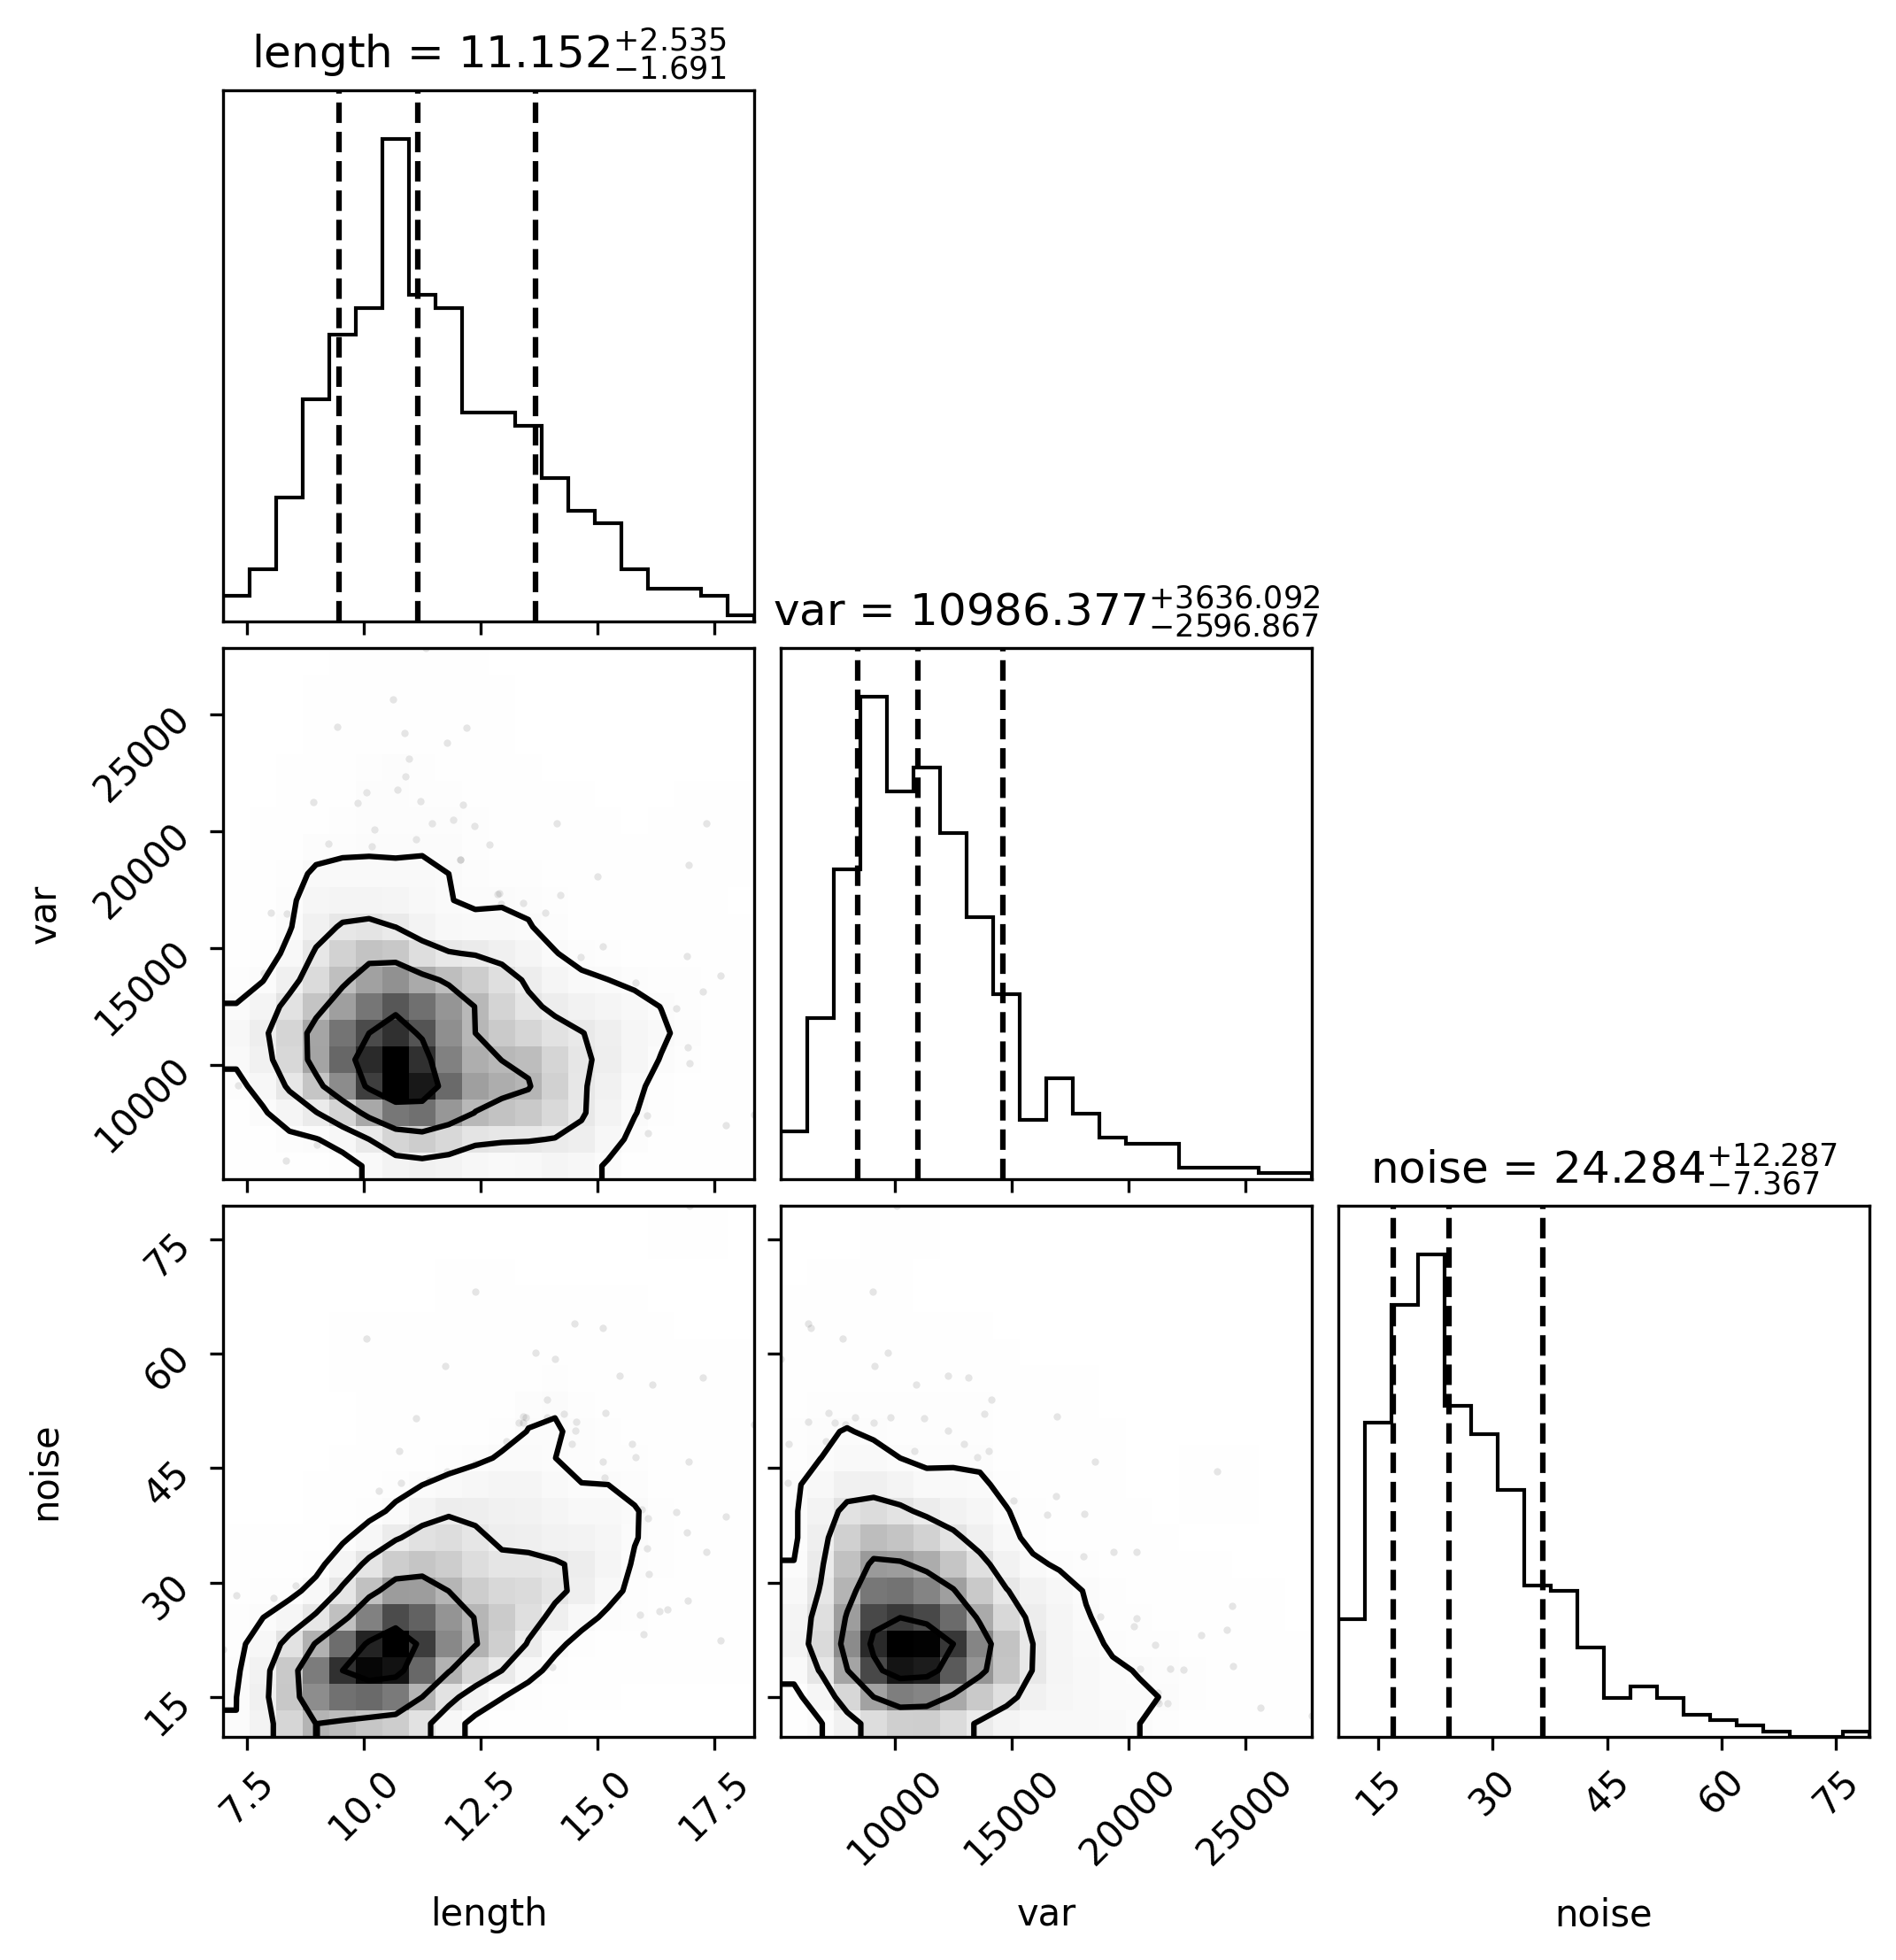 length = 11.152+2.535−1.691
var = 10986.377+3636.092−2596.867
25000
20000
15000
10000
var
noise = 24.284+12.287−7.367
75
60
45
30
15
noise
7.5 10.0 12.5 15.0 17.5 10000 15000 20000 25000 15 30 45 60 75
length var noise